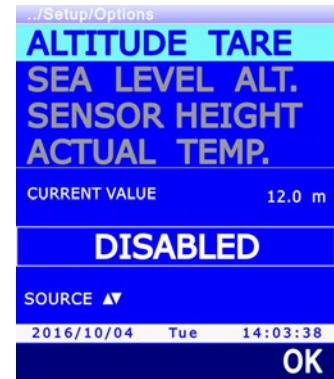 ../Setup/Options
ALTITUDE TARE
SEA LEVEL ALT.
SENSOR HEIGHT
ACTUAL TEMP.
CURRENT VALUE 12.0 m
DISABLED
SOURCE ▲▼
2016/10/04 Tue 14:03:38
OK